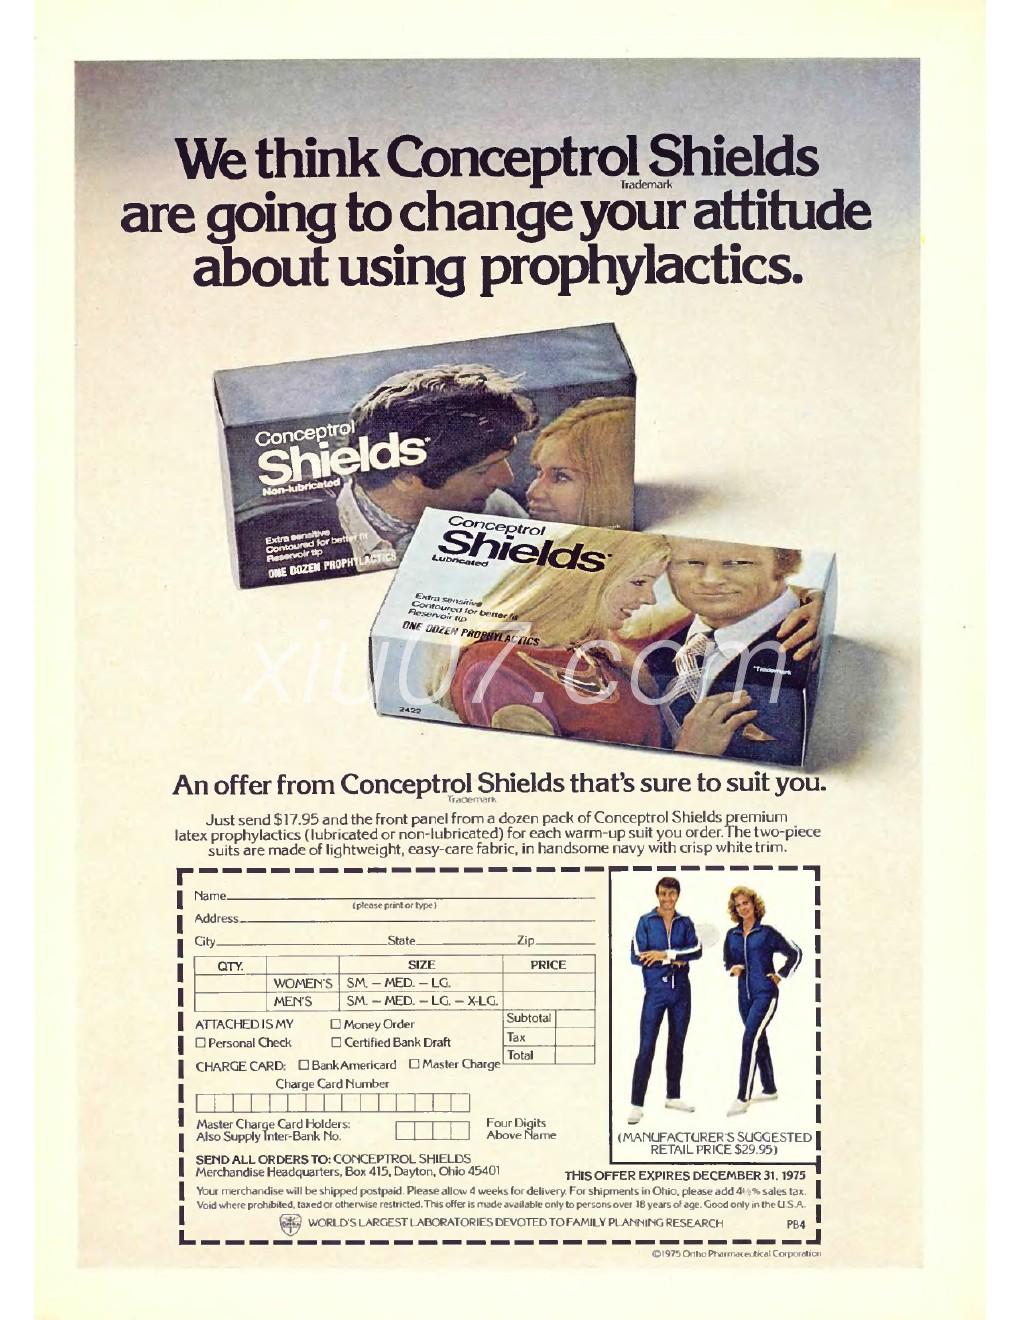 We think Conceptrol Shields
Trademark
are going to change your attitude
about using prophylactics.
Conceptrol
Shields*
Non-lubricated
Extra sensitive
Contoured for better fit
Reservoir tip
ONE DOZEN PROPHYLACTICS
Conceptrol
Shields*
Lubricated
Extra sensitive
Contoured for better fit
Reservoir tip
ONE DOZEN PROPHYLACTICS
*Trademark
2422
xiu07.com
An offer from Conceptrol Shields that's sure to suit you.
Trademark
Just send $17.95 and the front panel from a dozen pack of Conceptrol Shields premium
latex prophylactics (lubricated or non-lubricated) for each warm-up suit you order. The two-piece
suits are made of lightweight, easy-care fabric, in handsome navy with crisp white trim.
Name
(please print or type)
Address
City State Zip
QTY. SIZE PRICE
WOMEN'S SM. – MED. – LG.
MEN'S SM. – MED. – LG. – X-LG.
ATTACHED IS MY □ Money Order Subtotal
□ Personal Check □ Certified Bank Draft Tax
CHARGE CARD: □ BankAmericard □ Master Charge Total
Charge Card Number
Master Charge Card Holders: Four Digits
Also Supply Inter-Bank No. Above Name
(MANUFACTURER'S SUGGESTED
RETAIL PRICE $29.95)
SEND ALL ORDERS TO: CONCEPTROL SHIELDS
Merchandise Headquarters, Box 415, Dayton, Ohio 45401
THIS OFFER EXPIRES DECEMBER 31, 1975
Your merchandise will be shipped postpaid. Please allow 4 weeks for delivery. For shipments in Ohio, please add 4½% sales tax.
Void where prohibited, taxed or otherwise restricted. This offer is made available only to persons over 18 years of age. Good only in the U.S.A.
WORLD'S LARGEST LABORATORIES DEVOTED TO FAMILY PLANNING RESEARCH PB4
©1975 Ortho Pharmaceutical Corporation